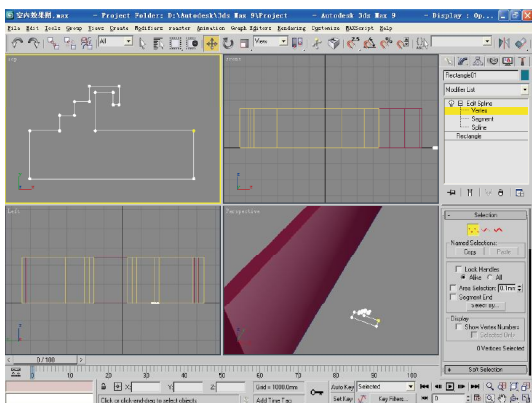 室内效果图.max - Project Folder: D:\Autodesk\3ds Max 9\Project - Autodesk 3ds Max 9 - Display : Op...
File Edit Tools Group Views Create Modifiers reactor Animation Graph Editors Rendering Customize MAXScript Help
All
View
Top
Front
Left
Perspective
Rectangle01
Modifier List
Edit Spline
Vertex
Segment
Spline
Rectangle
- Selection
Named Selections:
Copy Paste
Lock Handles
Alike All
Area Selection: 0.1mm
Segment End
Select By...
Display
Show Vertex Numbers
Selected Only
0 Vertices Selected
+ Soft Selection
< 0 / 100 >
0 10 20 30 40 50 60 70 80 90 100
X: Y: Z: Grid = 1000.0mm
Auto Key Selected
Click or click-and-drag to select objects
Add Time Tag
Set Key Key Filters...
0